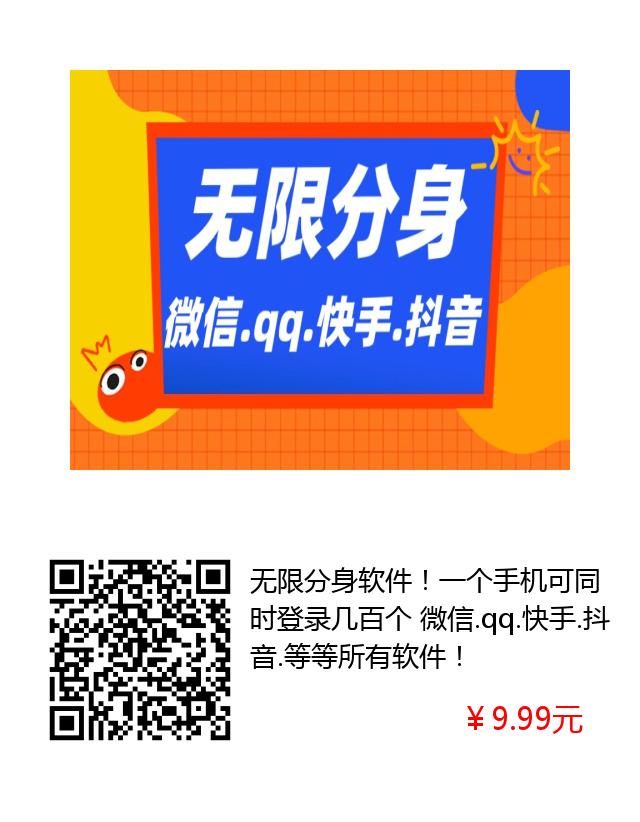 无限分身
微信.qq.快手.抖音
无限分身软件！一个手机可同
时登录几百个 微信.qq.快手.抖
音.等等所有软件！
¥ 9.99元